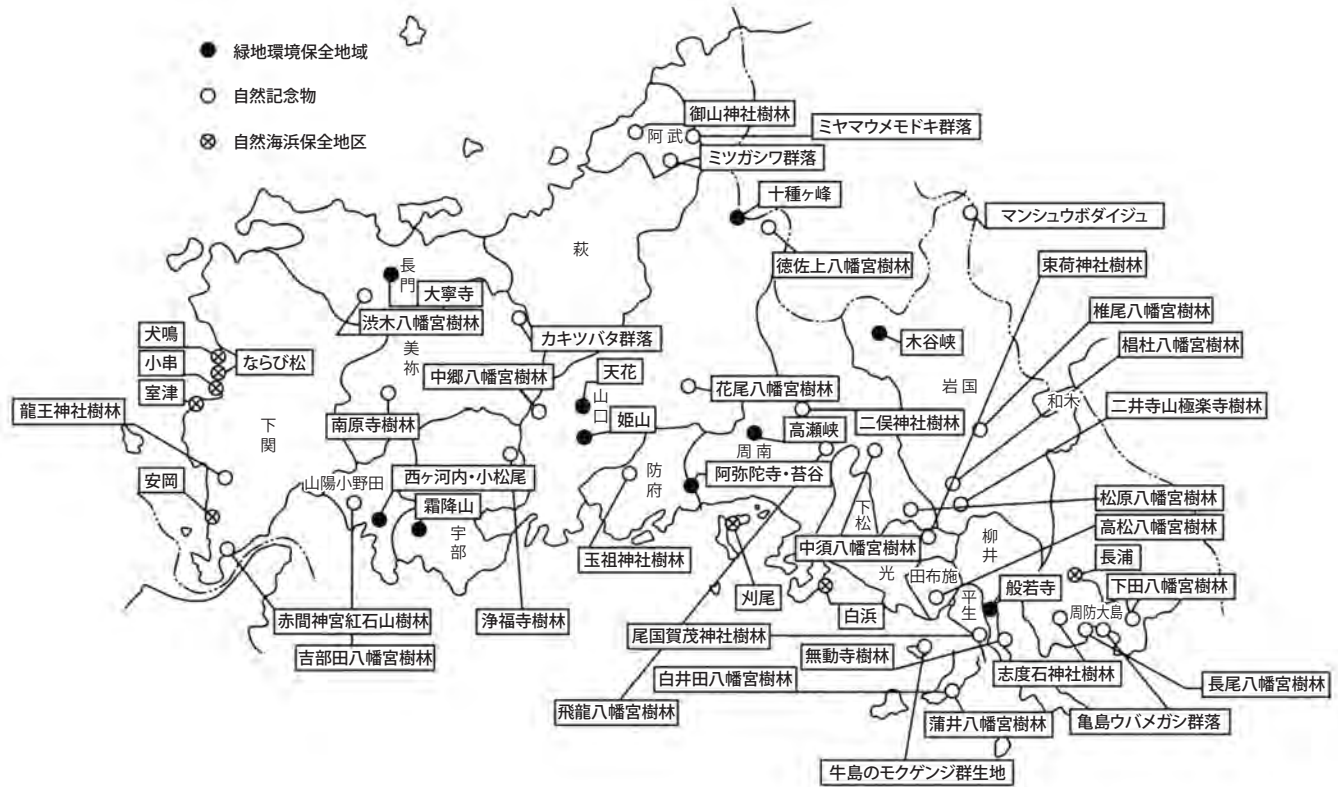 緑地環境保全地域
自然記念物
自然海浜保全地区
御山神社樹林
阿武
ミヤマウメモドキ群落
ミツガシワ群落
十種ヶ峰
マンシュウボダイジュ
萩
徳佐上八幡宮樹林
束荷神社樹林
長門
大寧寺
渋木八幡宮樹林
椎尾八幡宮樹林
犬鳴
ならび松
カキツバタ群落
木谷峡
椙杜八幡宮樹林
小串
美祢
中郷八幡宮樹林
天花
花尾八幡宮樹林
岩国
和木
室津
山口
二井寺山極楽寺樹林
龍王神社樹林
下関
南原寺樹林
姫山
高瀬峡
二俣神社樹林
周南
安岡
山陽小野田
西ヶ河内・小松尾
防府
阿弥陀寺・苔谷
松原八幡宮樹林
霜降山
下松
高松八幡宮樹林
宇部
玉祖神社樹林
中須八幡宮樹林
柳井
長浦
光
田布施
般若寺
下田八幡宮樹林
刈尾
白浜
平生
周防大島
赤間神宮紅石山樹林
浄福寺樹林
尾国賀茂神社樹林
吉部田八幡宮樹林
無動寺樹林
白井田八幡宮樹林
志度石神社樹林
長尾八幡宮樹林
飛龍八幡宮樹林
蒲井八幡宮樹林
亀島ウバメガシ群落
牛島のモクゲンジ群生地